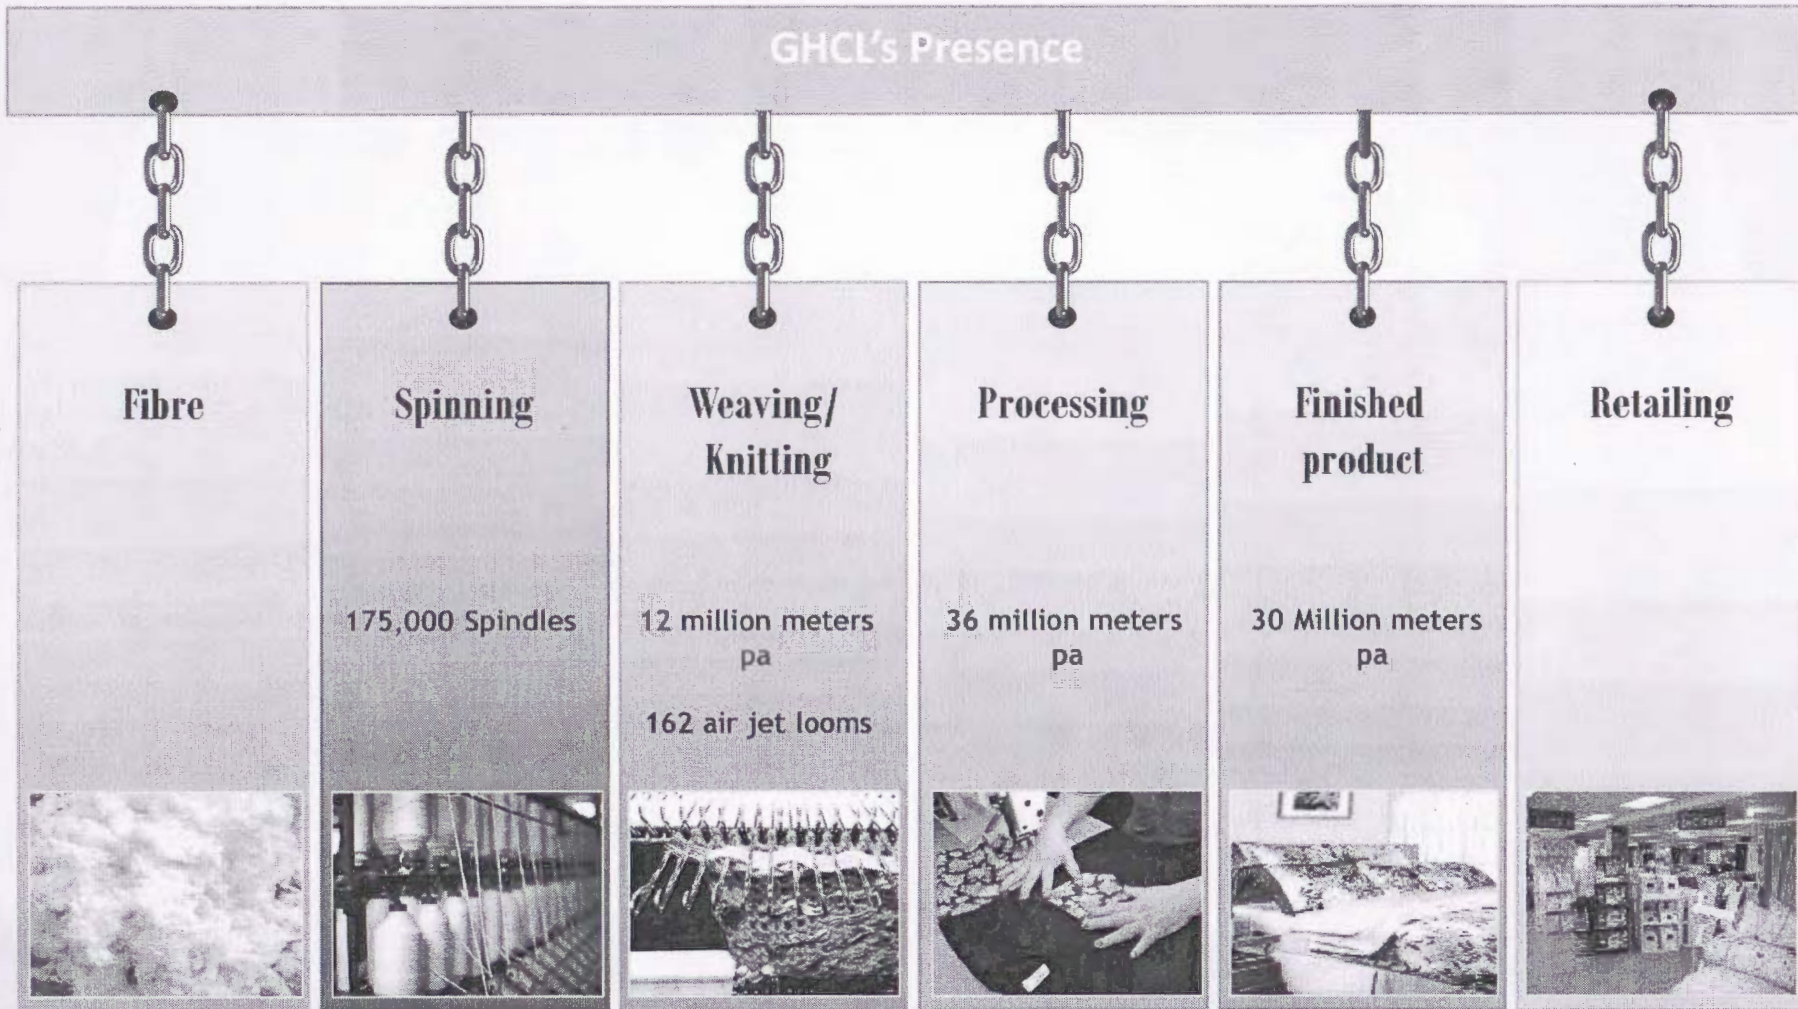 GHCL's Presence
Fibre
Spinning
175,000 Spindles
Weaving/
Knitting
12 million meters
pa
162 air jet looms
Processing
36 million meters
pa
Finished
product
30 Million meters
pa
Retailing